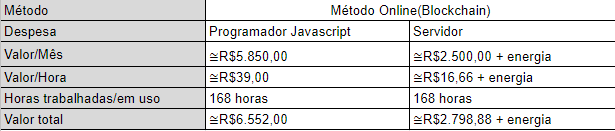 Método Método Online(Blockchain)
Despesa Programador Javascript Servidor
Valor/Mês ≅R$5.850,00 ≅R$2.500,00 + energia
Valor/Hora ≅R$39,00 ≅R$16,66 + energia
Horas trabalhadas/em uso 168 horas 168 horas
Valor total ≅R$6.552,00 ≅R$2.798,88 + energia